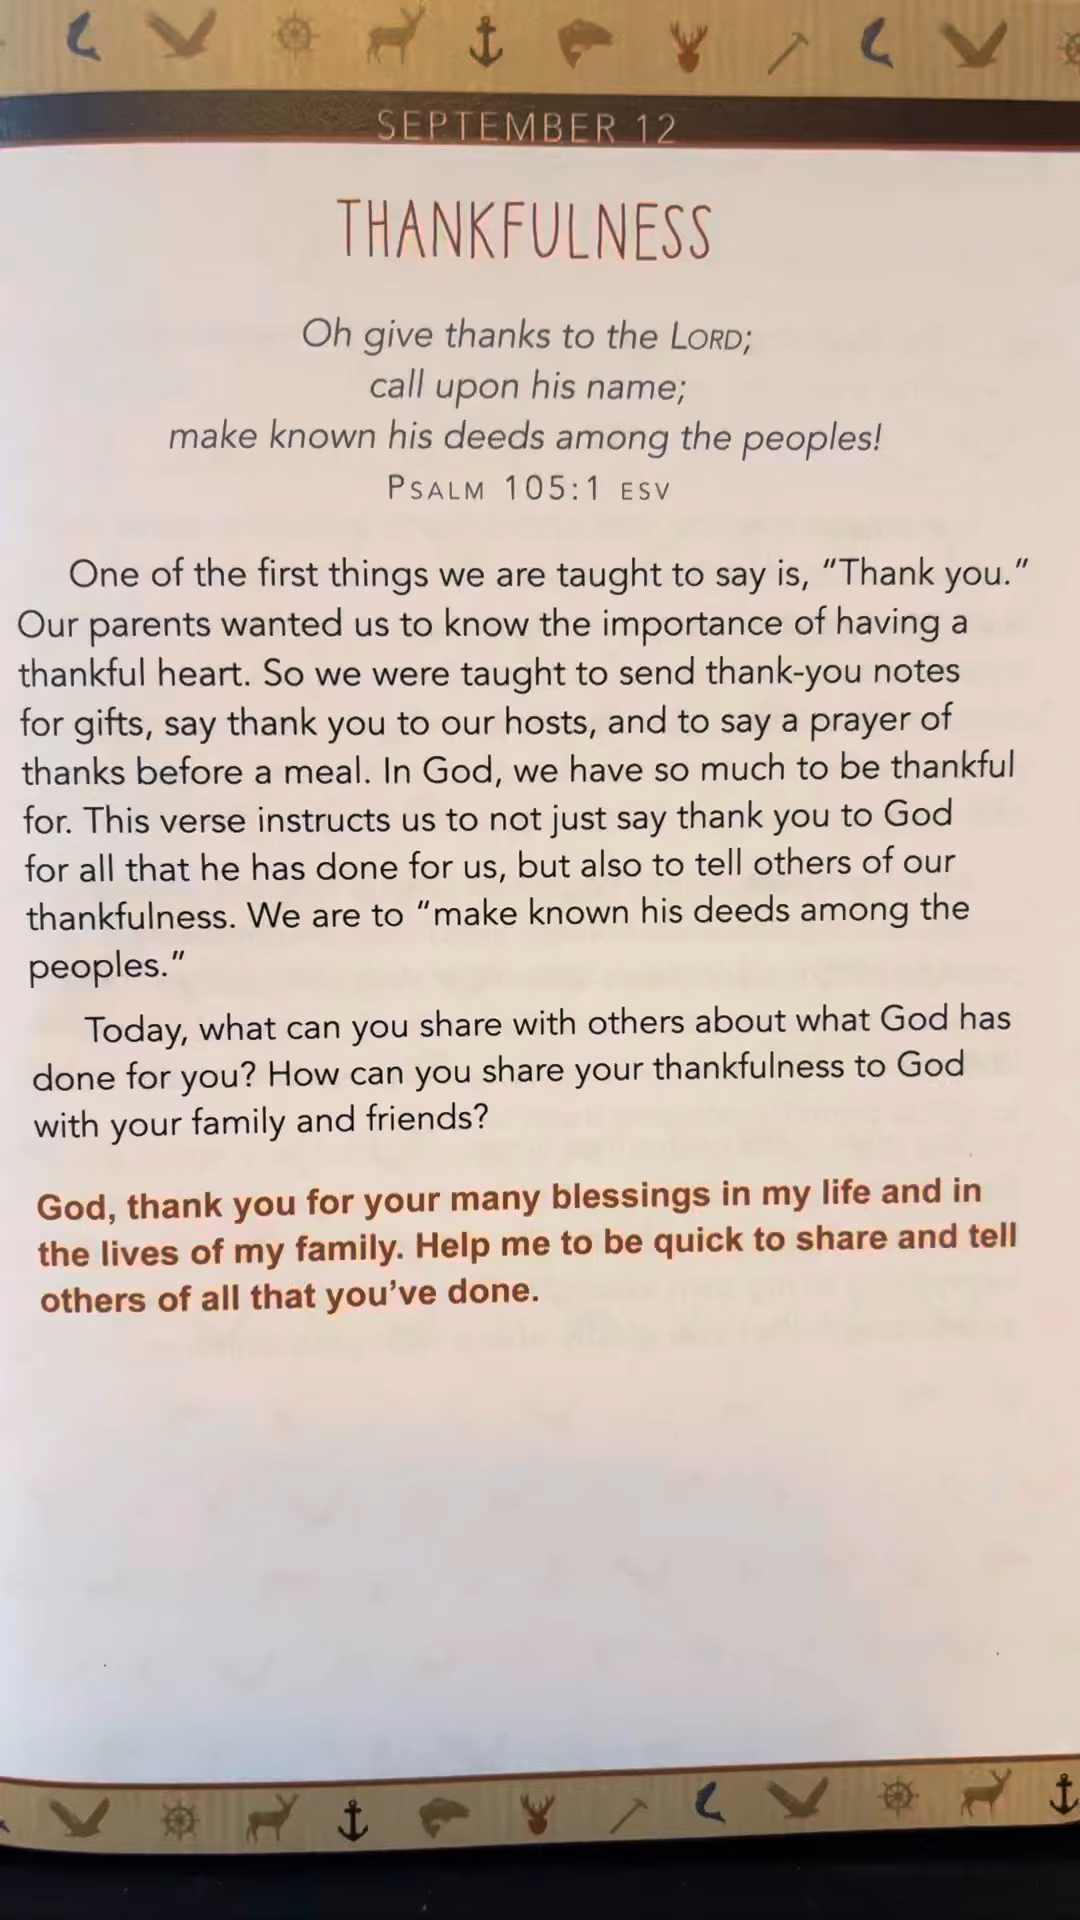 SEPTEMBER 12
THANKFULNESS
Oh give thanks to the LORD;
call upon his name;
make known his deeds among the peoples!
PSALM 105:1 ESV
One of the first things we are taught to say is, “Thank you.”
Our parents wanted us to know the importance of having a
thankful heart. So we were taught to send thank-you notes
for gifts, say thank you to our hosts, and to say a prayer of
thanks before a meal. In God, we have so much to be thankful
for. This verse instructs us to not just say thank you to God
for all that he has done for us, but also to tell others of our
thankfulness. We are to “make known his deeds among the
peoples.”
Today, what can you share with others about what God has
done for you? How can you share your thankfulness to God
with your family and friends?
God, thank you for your many blessings in my life and in
the lives of my family. Help me to be quick to share and tell
others of all that you’ve done.